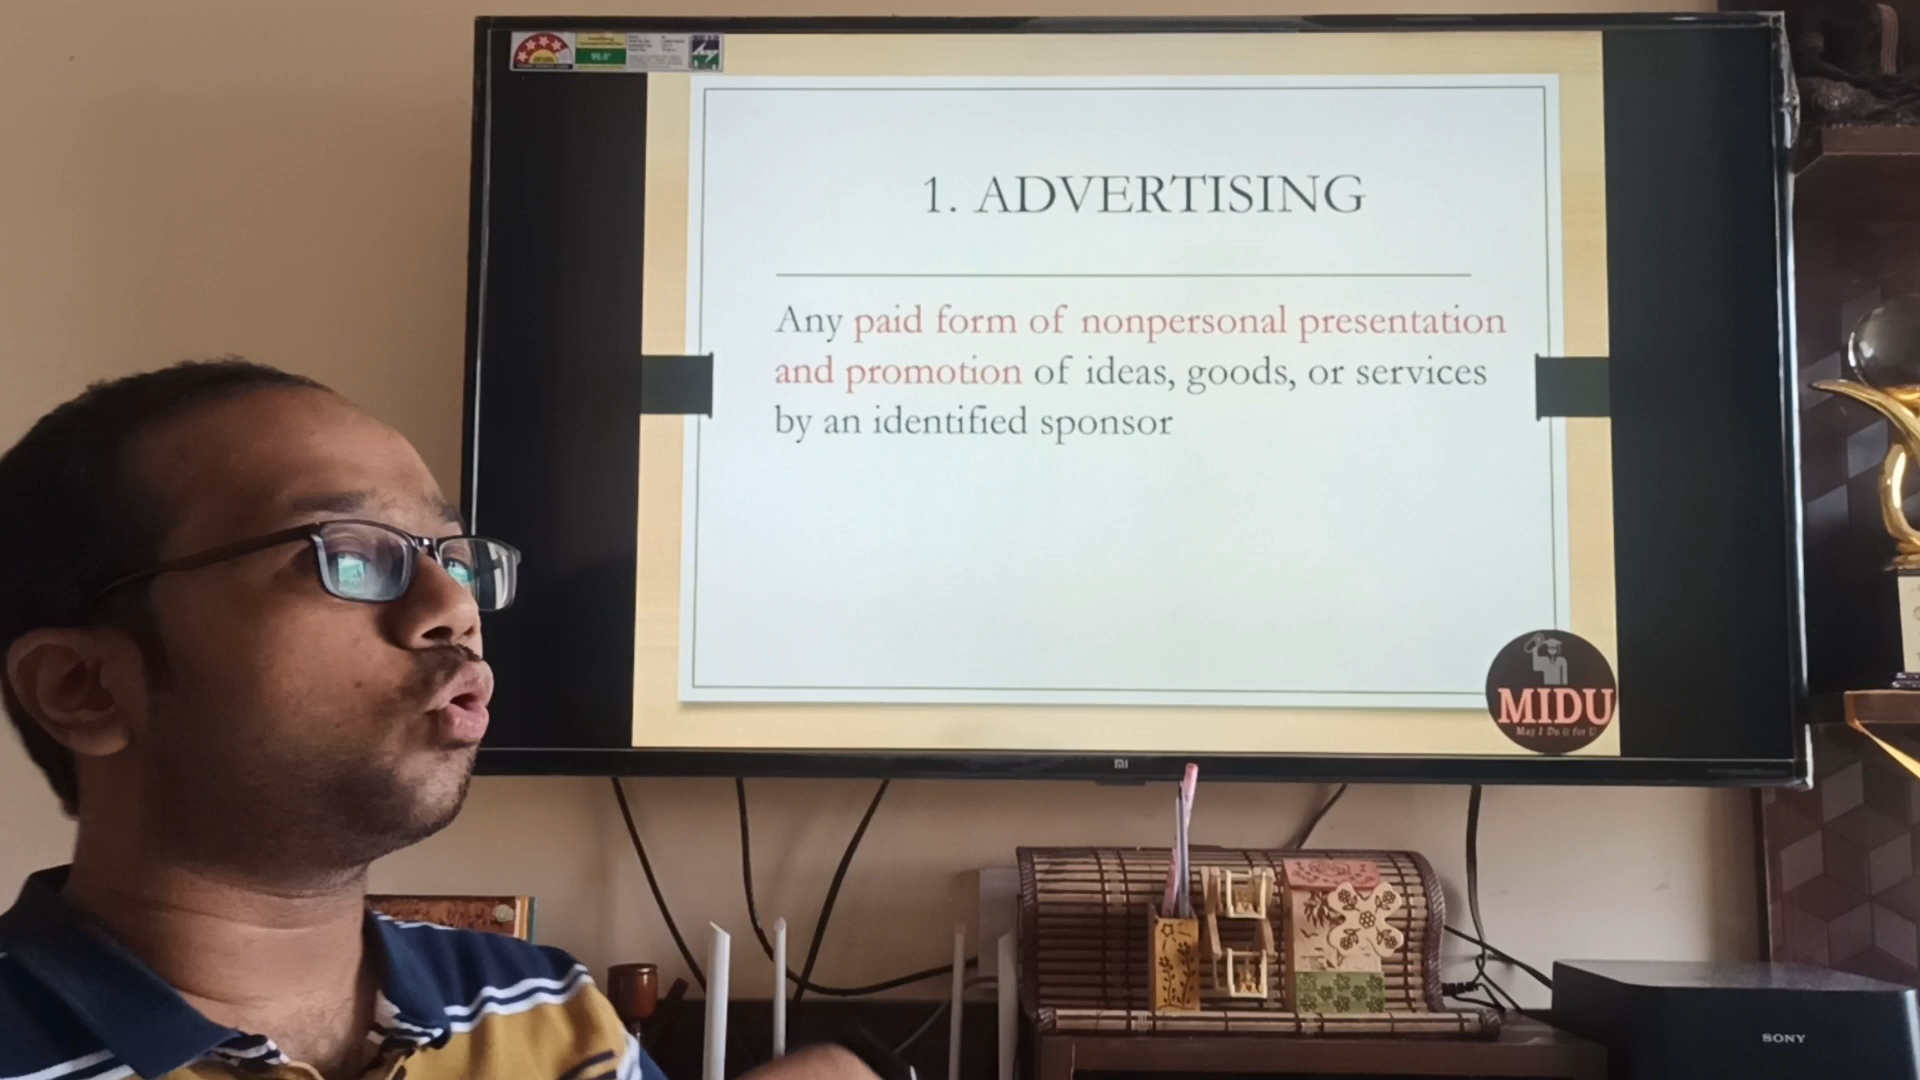 1. ADVERTISING
Any paid form of nonpersonal presentation
and promotion of ideas, goods, or services
by an identified sponsor
MIDU
May I Do it for U
mi
SONY